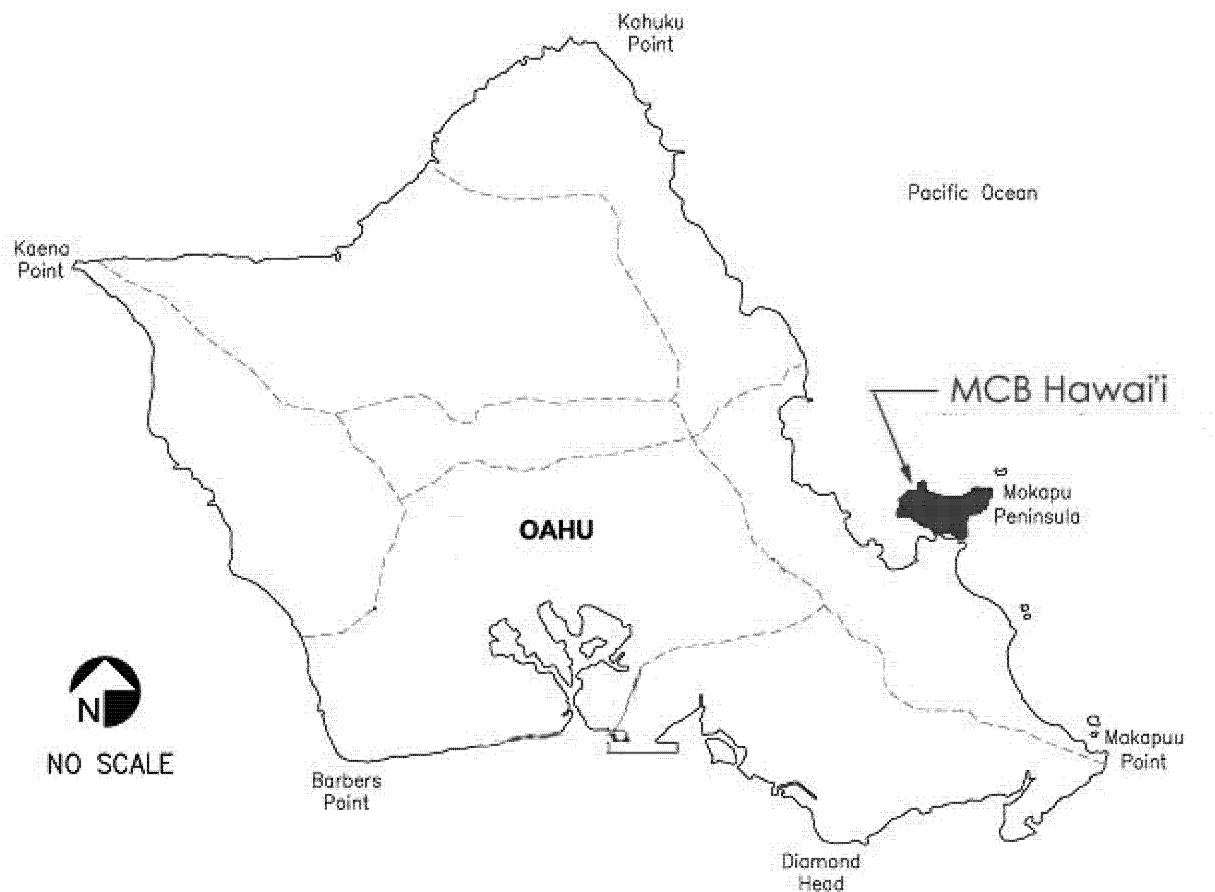 Kahuku
Point
Pacific Ocean
Kaena
Point
MCB Hawai'i
Mokapu
Peninsula
OAHU
N
NO SCALE
Makapuu
Point
Barbers
Point
Diamond
Head